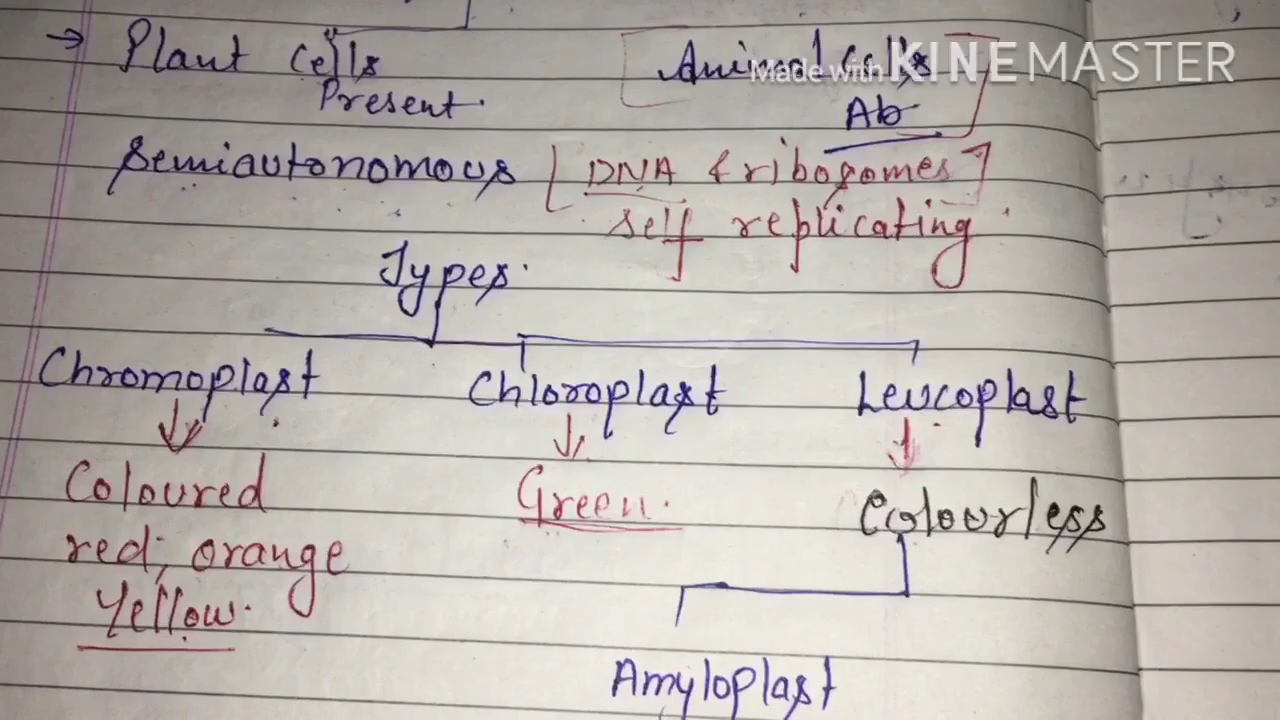 → Plant Cells Animal Cells
Made with KINEMASTER
Present. Ab
Semiautonomous [DNA & ribosomes]
self replicating
Types.
Chromoplast Chloroplast Leucoplast
Coloured Green. Colourless
red, orange
Yellow.
Amyloplast